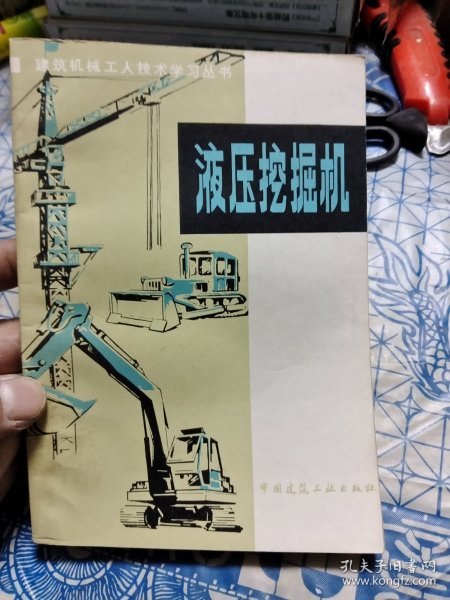 建筑机械工人技术学习丛书
液压挖掘机
中国建筑工业出版社
孔夫子旧书网
www.kongfz.com